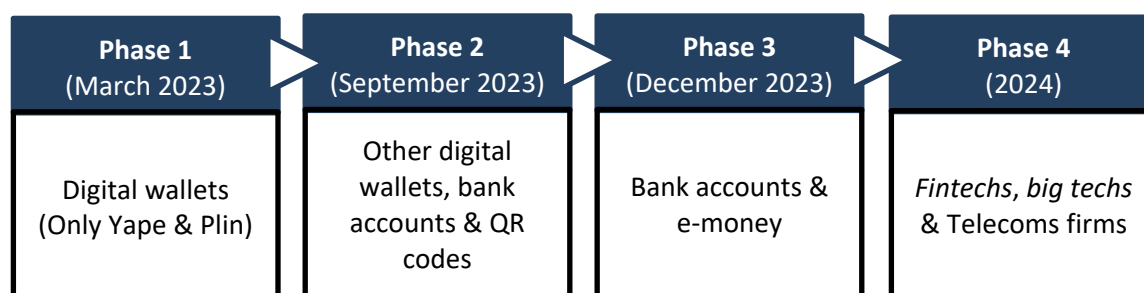 Phase 1
(March 2023)
Digital wallets
(Only Yape & Plin)
Phase 2
(September 2023)
Other digital
wallets, bank
accounts & QR
codes
Phase 3
(December 2023)
Bank accounts &
e-money
Phase 4
(2024)
Fintechs, big techs
& Telecoms firms